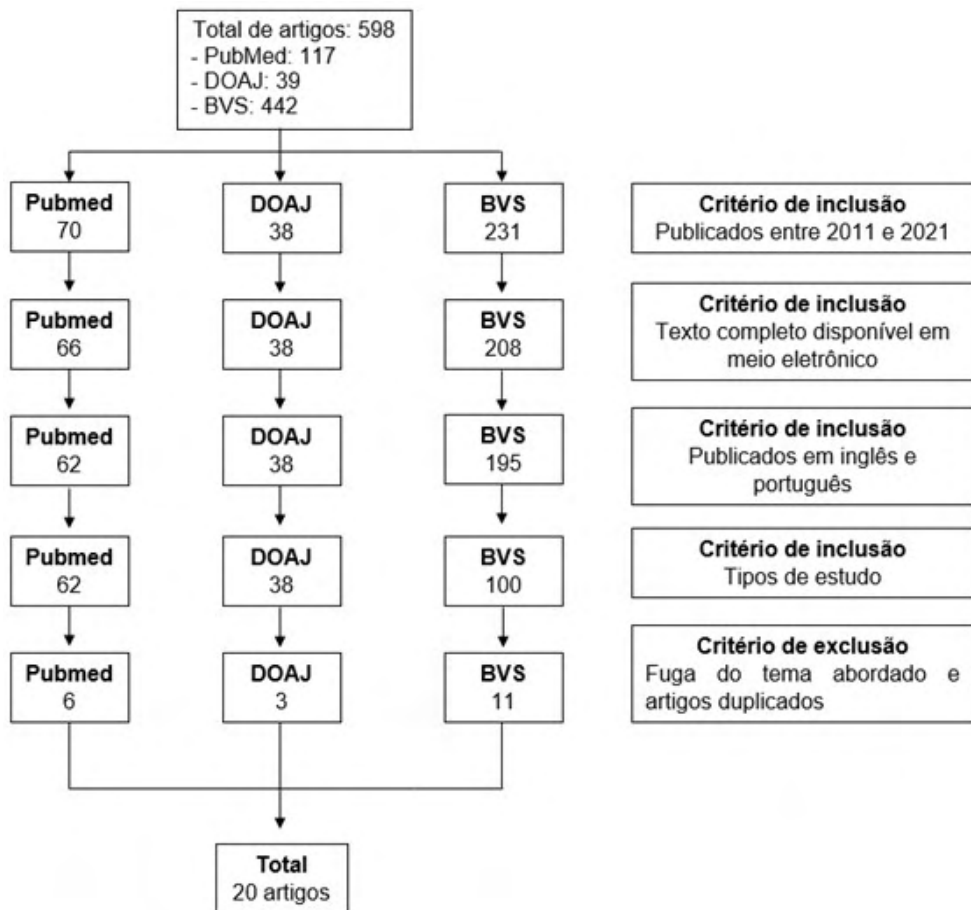 Total de artigos: 598
- PubMed: 117
- DOAJ: 39
- BVS: 442
Pubmed
70
DOAJ
38
BVS
231
Critério de inclusão
Publicados entre 2011 e 2021
Pubmed
66
DOAJ
38
BVS
208
Critério de inclusão
Texto completo disponível em
meio eletrônico
Pubmed
62
DOAJ
38
BVS
195
Critério de inclusão
Publicados em inglês e
português
Pubmed
62
DOAJ
38
BVS
100
Critério de inclusão
Tipos de estudo
Pubmed
6
DOAJ
3
BVS
11
Critério de exclusão
Fuga do tema abordado e
artigos duplicados
Total
20 artigos